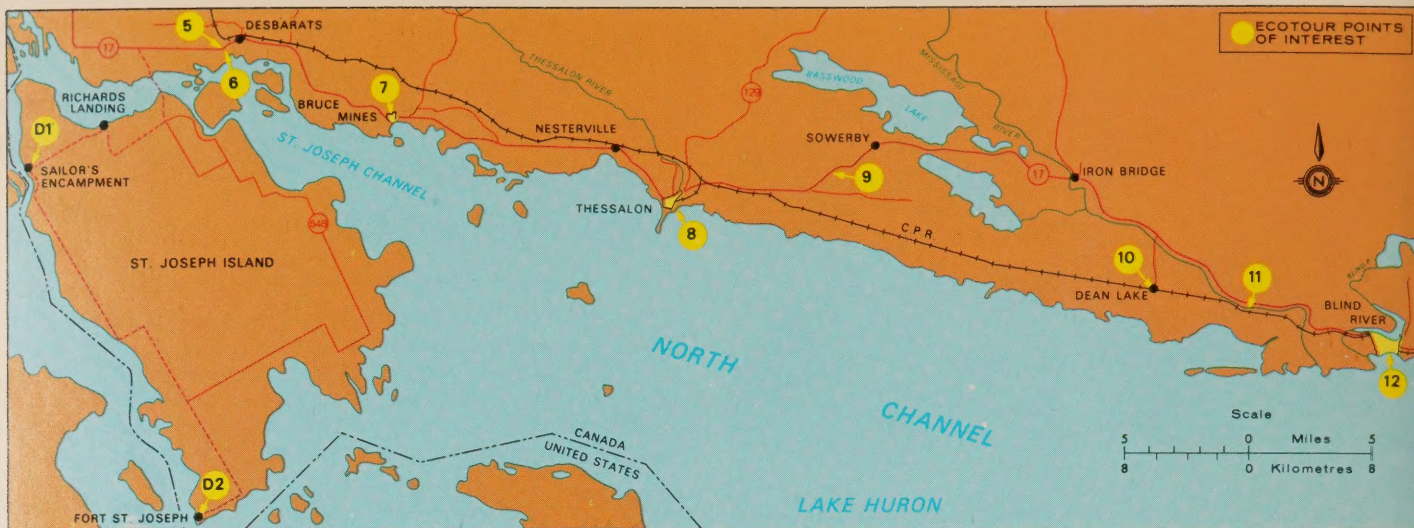 ECOTOUR POINTS
OF INTEREST
5
DESBARATS
17
6
7
THESSALON RIVER
MISSISSAGI
RIVER
129
BASSWOOD
LAKE
RICHARDS
LANDING
BRUCE
MINES
NESTERVILLE
SOWERBY
D1
SAILOR'S
ENCAMPMENT
ST. JOSEPH CHANNEL
9
17
IRON BRIDGE
N
THESSALON
8
548
C.P.R.
ST. JOSEPH ISLAND
10
DEAN LAKE
11
BLIND
RIVER
12
NORTH
CHANNEL
Scale
5 0 Miles 5
8 0 Kilometres 8
CANADA
UNITED STATES
D2
FORT ST. JOSEPH
LAKE HURON